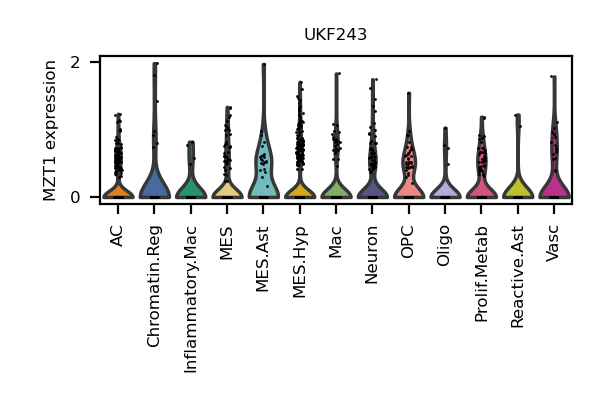 UKF243
MZT1 expression
2
0
AC
Chromatin.Reg
Inflammatory.Mac
MES
MES.Ast
MES.Hyp
Mac
Neuron
OPC
Oligo
Prolif.Metab
Reactive.Ast
Vasc